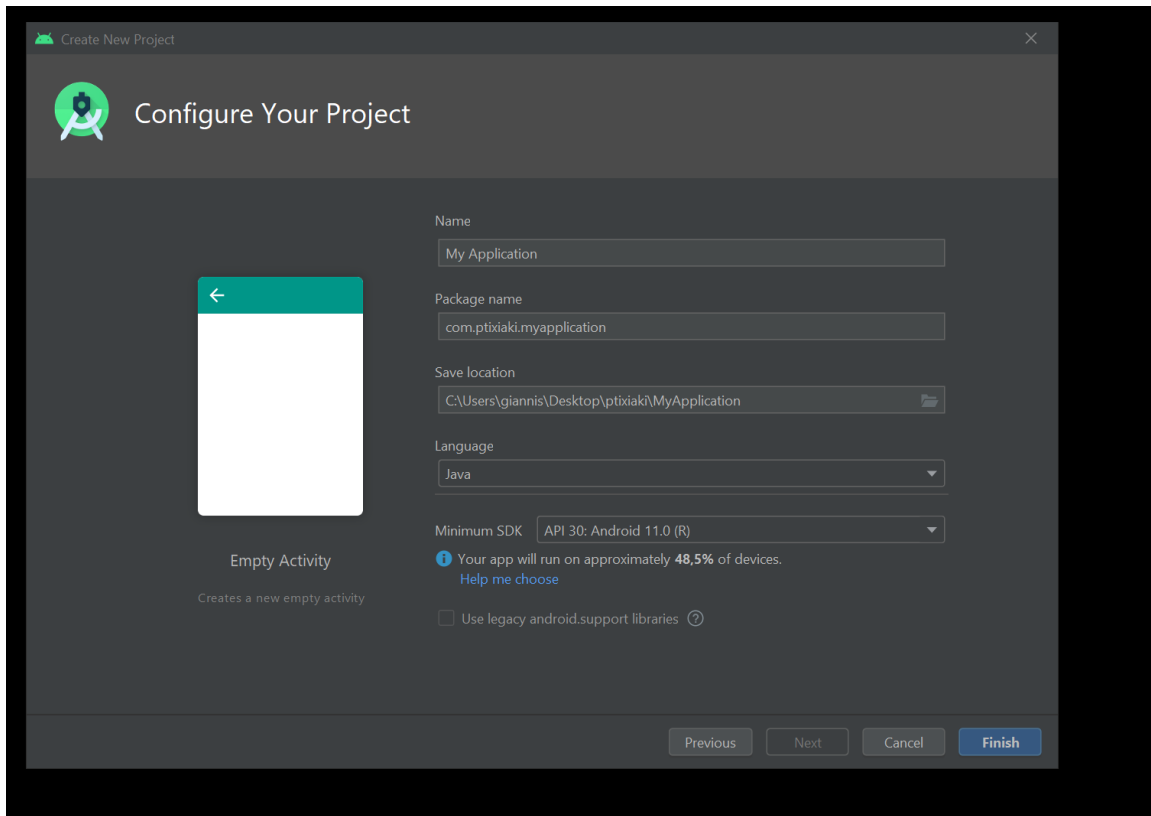 Create New Project
Configure Your Project
Name
My Application
Package name
com.ptixiaki.myapplication
Save location
C:\Users\giannis\Desktop\ptixiaki\MyApplication
Language
Java
Minimum SDK API 30: Android 11.0 (R)
Your app will run on approximately 48,5% of devices.
Help me choose
Use legacy android.support libraries ?
Empty Activity
Creates a new empty activity
Previous Next Cancel Finish